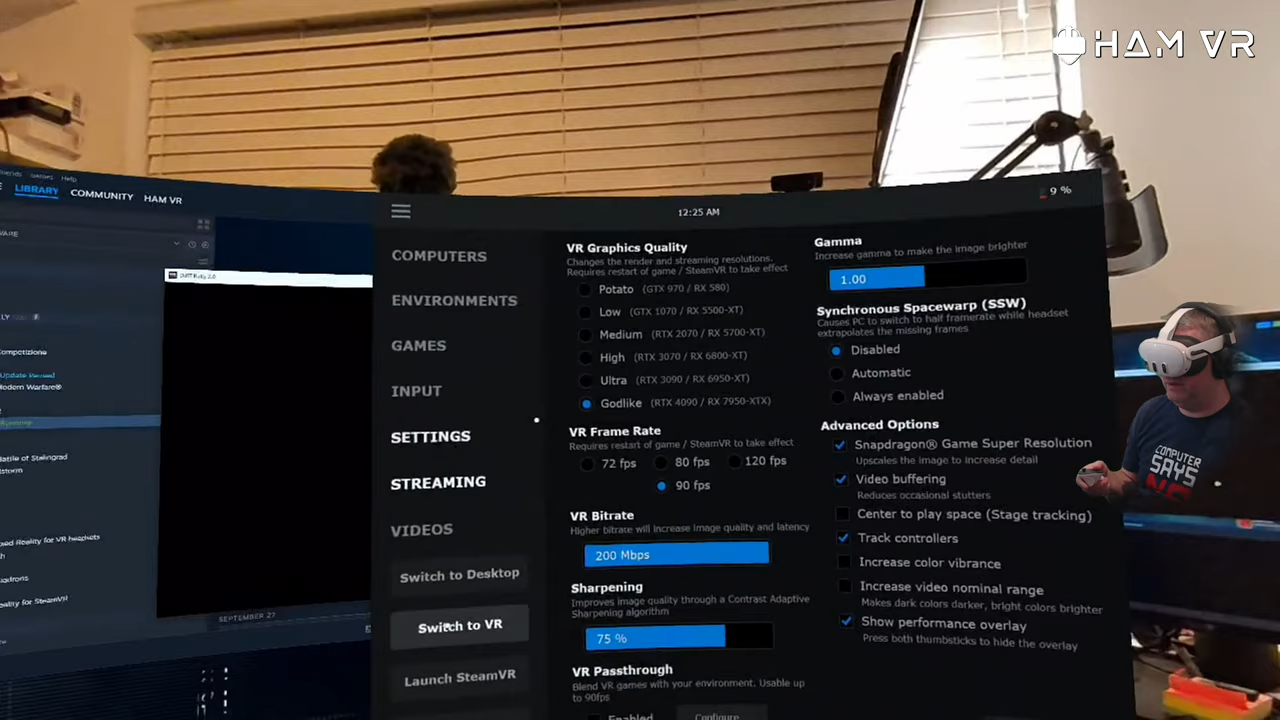 HAM VR
Help
LIBRARY
COMMUNITY
HAM VR
Modern Warfare®
SEPTEMBER 27
12:25 AM
9 %
COMPUTERS
ENVIRONMENTS
GAMES
INPUT
SETTINGS
STREAMING
VIDEOS
Switch to Desktop
Switch to VR
Launch SteamVR
VR Graphics Quality
Changes the render and streaming resolutions.
Requires restart of game / SteamVR to take effect
Potato (GTX 970 / RX 580)
Low (GTX 1070 / RX 5500-XT)
Medium (RTX 2070 / RX 5700-XT)
High (RTX 3070 / RX 6800-XT)
Ultra (RTX 3090 / RX 6950-XT)
Godlike (RTX 4090 / RX 7950-XTX)
VR Frame Rate
Requires restart of game / SteamVR to take effect
72 fps
80 fps
120 fps
90 fps
VR Bitrate
Higher bitrate will increase image quality and latency
200 Mbps
Sharpening
Improves image quality through a Contrast Adaptive
Sharpening algorithm
75 %
VR Passthrough
Blend VR games with your environment. Usable up
to 90fps
Enabled
Configure
Gamma
Increase gamma to make the image brighter
1.00
Synchronous Spacewarp (SSW)
Causes PC to switch to half framerate while headset
extrapolates the missing frames
Disabled
Automatic
Always enabled
Advanced Options
Snapdragon® Game Super Resolution
Upscales the image to increase detail
Video buffering
Reduces occasional stutters
Center to play space (Stage tracking)
Track controllers
Increase color vibrance
Increase video nominal range
Makes dark colors darker, bright colors brighter
Show performance overlay
Press both thumbsticks to hide the overlay
COMPUTER
SAYS